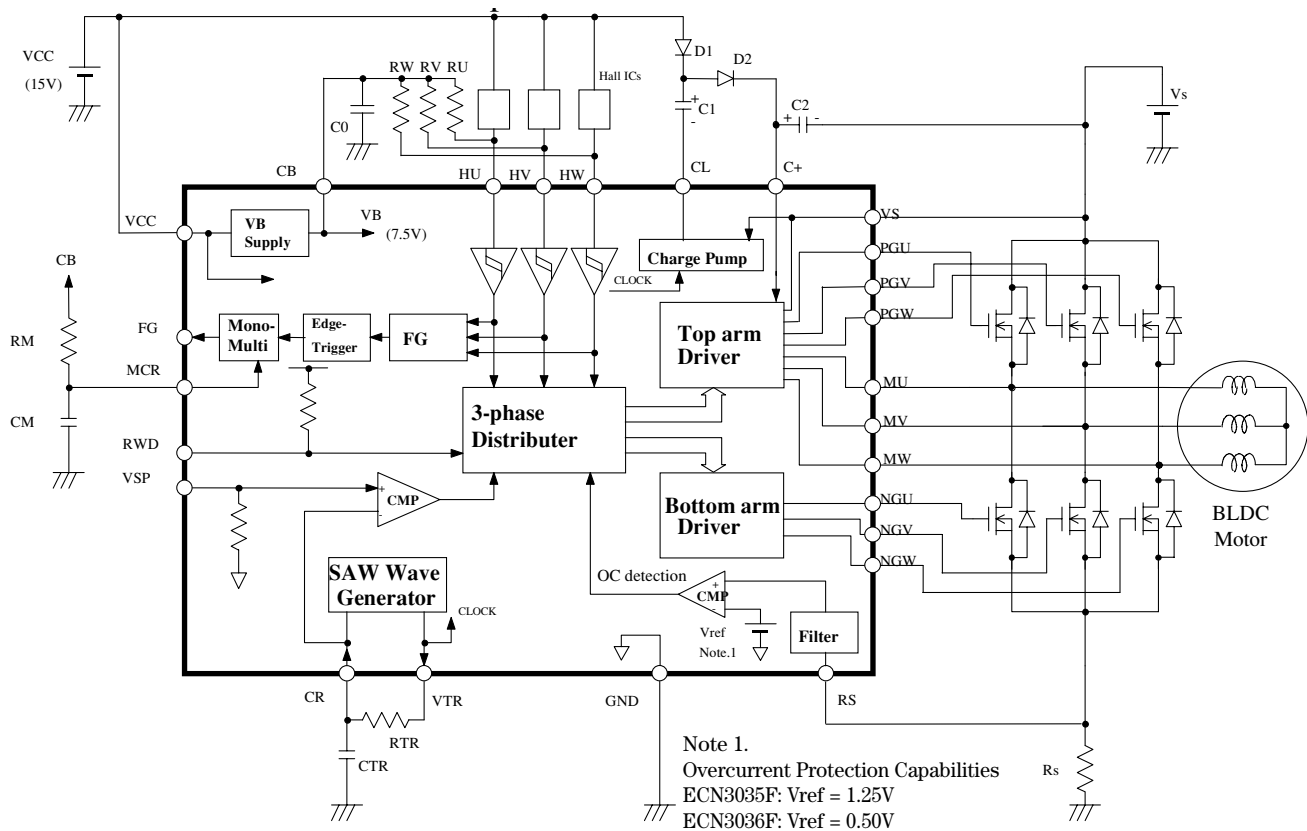 VCC
(15V)
RW RV RU
Hall ICs
D1
D2
C0
C1
+
-
C2
+ -
Vs
CB
HU
HV
HW
CL
C+
VCC
VB
Supply
VB
(7.5V)
VS
Charge Pump
CLOCK
PGU
PGV
PGW
CB
RM
FG
Mono-
Multi
Edge-
Trigger
FG
Top arm
Driver
MCR
CM
3-phase
Distributer
MU
MV
MW
RWD
VSP
+
-
CMP
Bottom arm
Driver
NGU
NGV
NGW
BLDC
Motor
SAW Wave
Generator
CLOCK
OC detection
+
-
CMP
Vref
Note.1
Filter
CR
VTR
GND
RS
RTR
CTR
Rs
Note 1.
Overcurrent Protection Capabilities
ECN3035F: Vref = 1.25V
ECN3036F: Vref = 0.50V